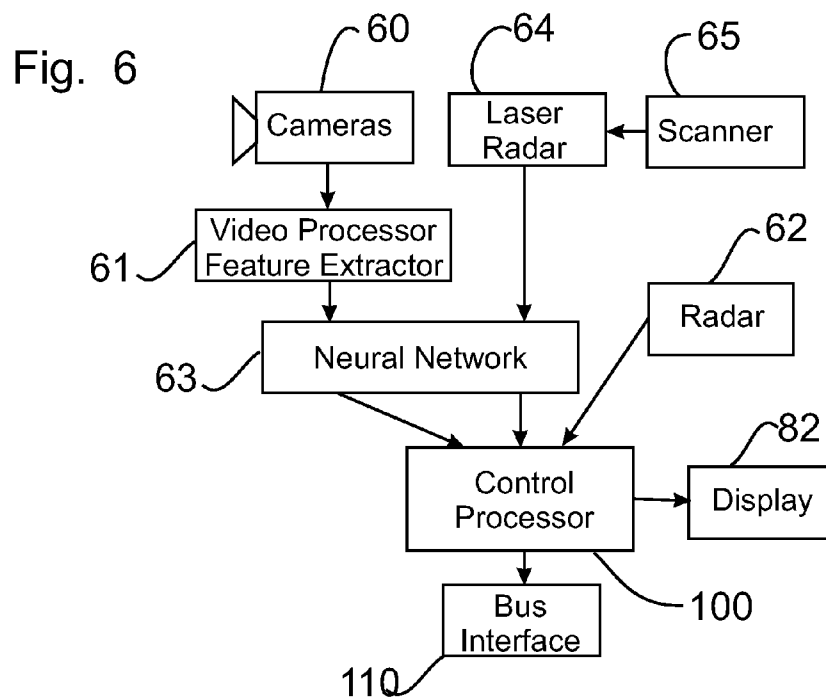 Fig. 6
60
64
65
Cameras
Laser
Radar
Scanner
61
Video Processor
Feature Extractor
62
Radar
63
Neural Network
82
Control
Processor
Display
100
Bus
Interface
110